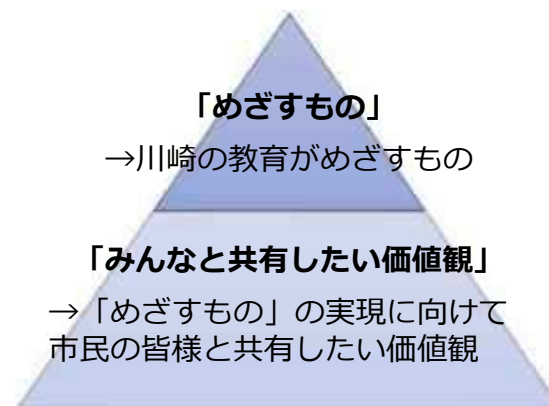 「めざすもの」
→川崎の教育がめざすもの
「みんなと共有したい価値観」
→「めざすもの」の実現に向けて
市民の皆様と共有したい価値観